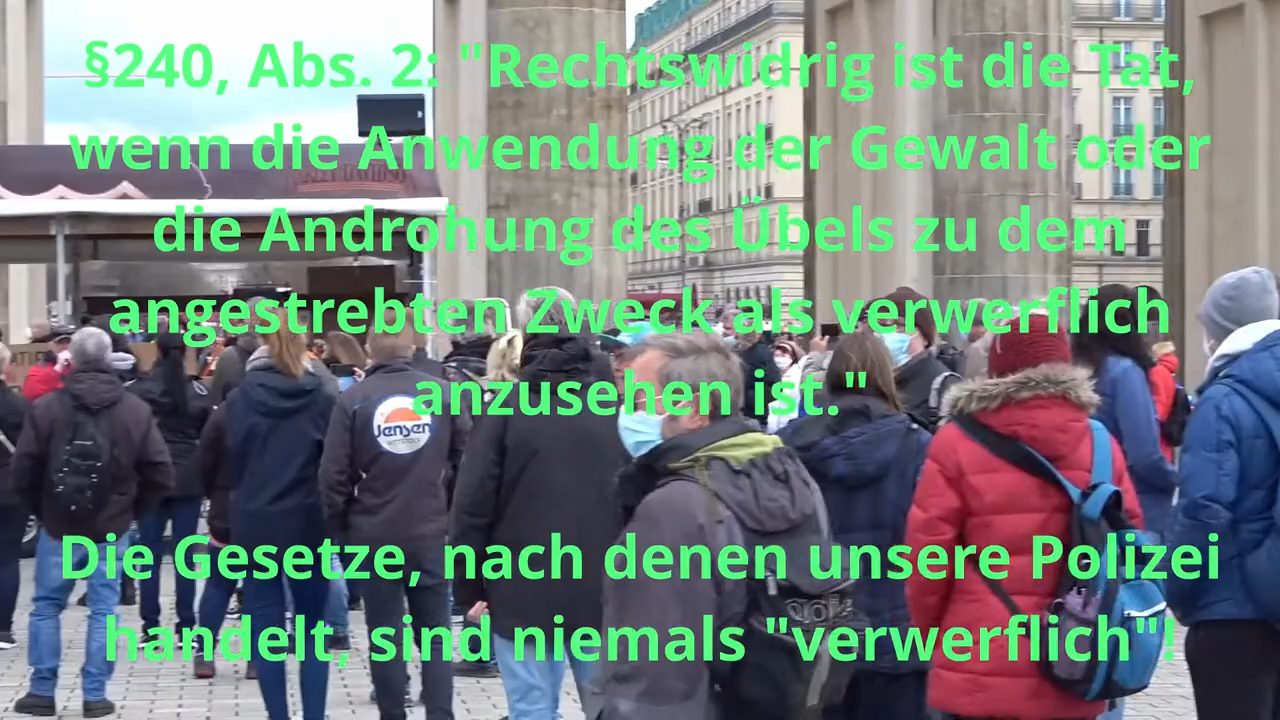 §240, Abs. 2: "Rechtswidrig ist die Tat,
wenn die Anwendung der Gewalt oder
die Androhung des Übels zu dem
angestrebten Zweck als verwerflich
anzusehen ist."
Jensen
Die Gesetze, nach denen unsere Polizei
handelt, sind niemals "verwerflich"!